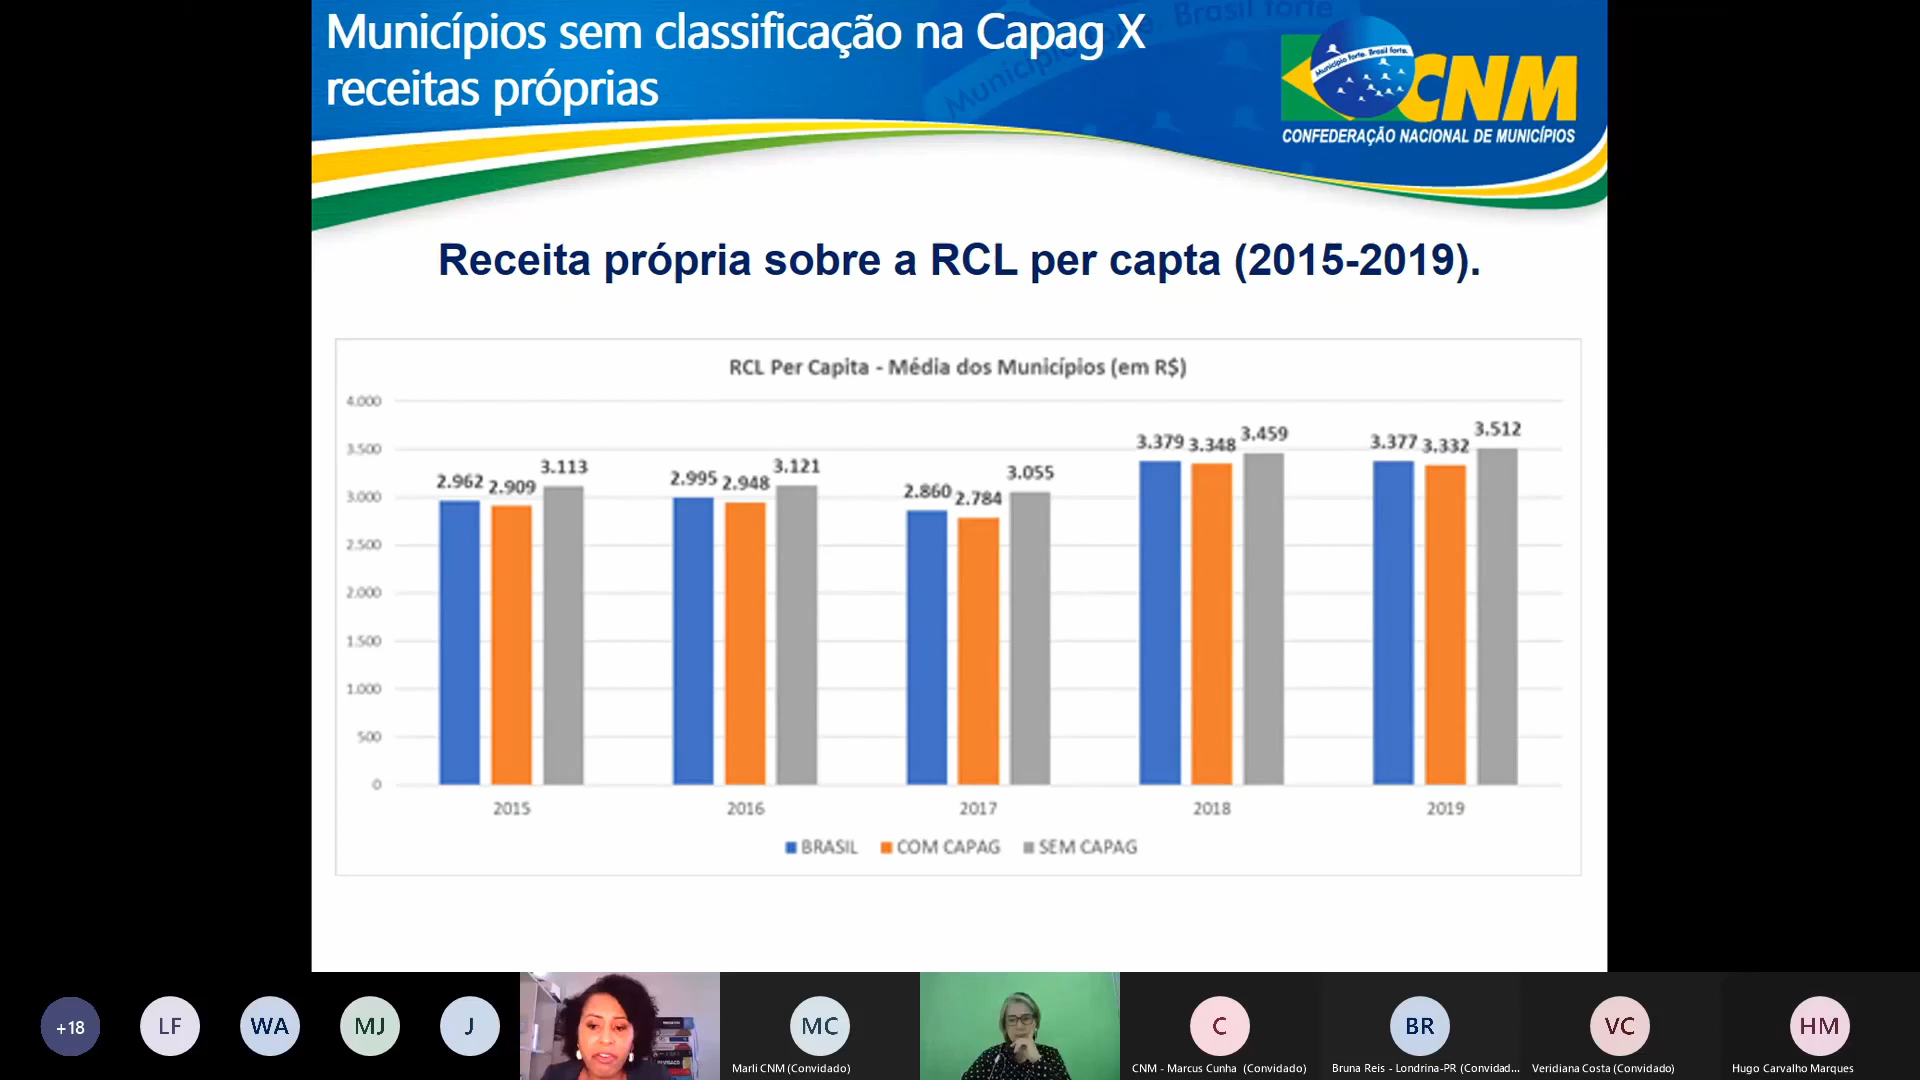 Municípios sem classificação na Capag X
receitas próprias
Município forte. Brasil forte.
CNM
CONFEDERAÇÃO NACIONAL DE MUNICÍPIOS
Receita própria sobre a RCL per capta (2015-2019).
RCL Per Capita - Média dos Municípios (em R$)
4.000
3.500
3.000
2.500
2.000
1.500
1.000
500
0
2.962 2.909 3.113
2.995 2.948 3.121
2.860 2.784 3.055
3.379 3.348 3.459
3.377 3.332 3.512
2015 2016 2017 2018 2019
BRASIL COM CAPAG SEM CAPAG
+18 LF WA MJ J MC C BR VC HM
Marli CNM (Convidado) CNM - Marcus Cunha (Convidado) Bruna Reis - Londrina-PR (Convidad... Veridiana Costa (Convidado) Hugo Carvalho Marques